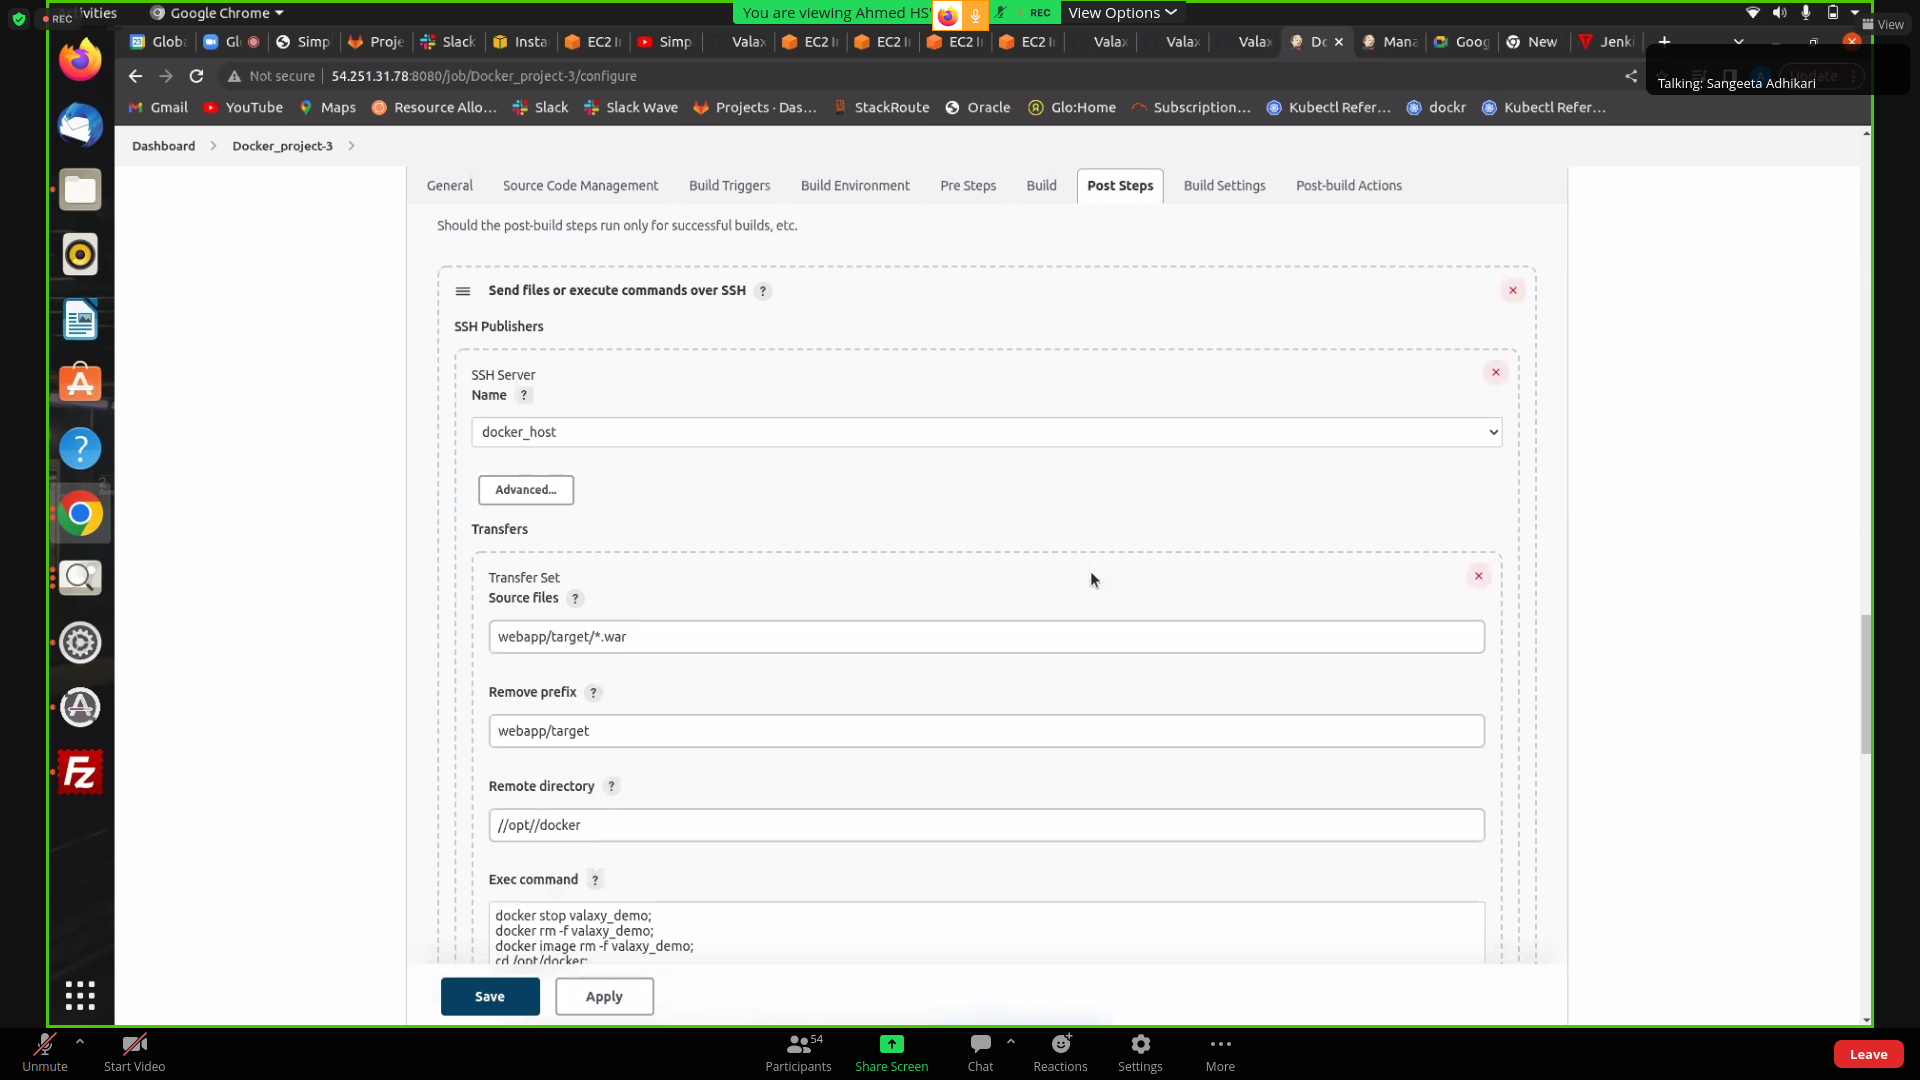 Activities
REC
Google Chrome
You are viewing Ahmed HS'
REC
View Options
View
Globa
Gl
Simp
Proje
Slack
Insta
EC2 I
Simp
Valax
EC2 I
EC2 I
EC2 I
EC2 I
Valax
Valax
Valax
Do
Mana
Goog
New
Jenki
Not secure
54.251.31.78:8080/job/Docker_project-3/configure
Update
Talking: Sangeeta Adhikari
Gmail
YouTube
Maps
Resource Allo...
Slack
Slack Wave
Projects · Das...
StackRoute
Oracle
Glo:Home
Subscription...
Kubectl Refer...
dockr
Kubectl Refer...
Dashboard
Docker_project-3
General
Source Code Management
Build Triggers
Build Environment
Pre Steps
Build
Post Steps
Build Settings
Post-build Actions
Should the post-build steps run only for successful builds, etc.
Send files or execute commands over SSH ?
SSH Publishers
SSH Server
Name ?
docker_host
Advanced...
Transfers
Transfer Set
Source files ?
webapp/target/*.war
Remove prefix ?
webapp/target
Remote directory ?
//opt//docker
Exec command ?
docker stop valaxy_demo;
docker rm -f valaxy_demo;
docker image rm -f valaxy_demo;
cd /opt/docker;
Save
Apply
Unmute
Start Video
Participants
54
Share Screen
Chat
Reactions
Settings
More
Leave